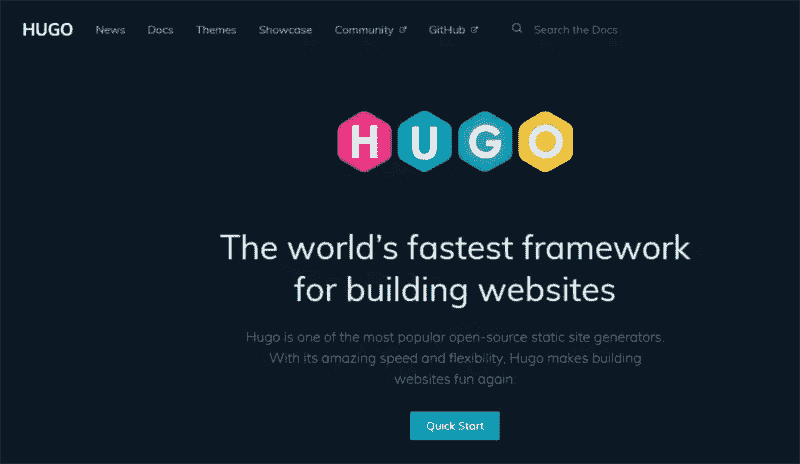 HUGO News Docs Themes Showcase Community GitHub Search the Docs
HUGO
The world's fastest framework
for building websites
Hugo is one of the most popular open-source static site generators.
With its amazing speed and flexibility, Hugo makes building
websites fun again.
Quick Start